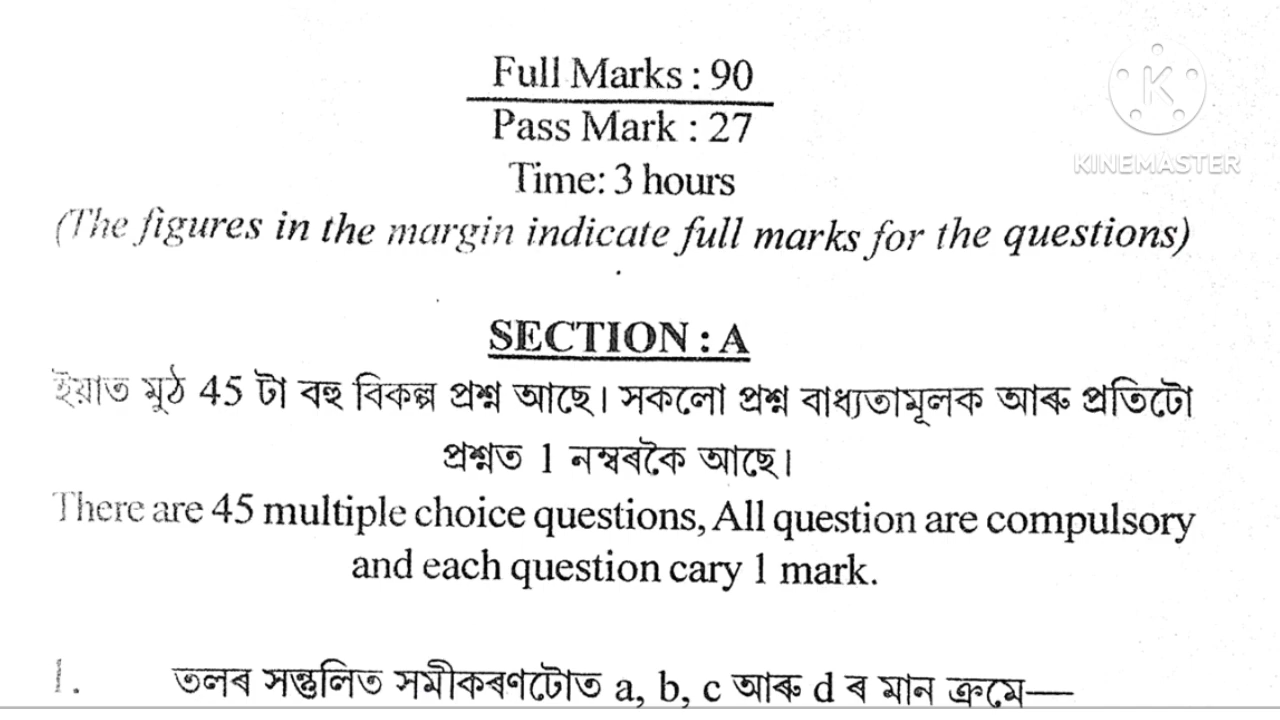 Full Marks : 90
Pass Mark : 27
Time: 3 hours
(The figures in the margin indicate full marks for the questions)
SECTION : A
ইয়াত মুঠ 45 টা বহু বিকল্প প্ৰশ্ন আছে। সকলো প্ৰশ্ন বাধ্যতামূলক আৰু প্ৰতিটো
প্ৰশ্নত 1 নম্বৰকৈ আছে।
There are 45 multiple choice questions, All question are compulsory
and each question cary 1 mark.
1. তলৰ সন্তুলিত সমীকৰণটোত a, b, c আৰু d ৰ মান ক্ৰমে—
K
KINEMASTER